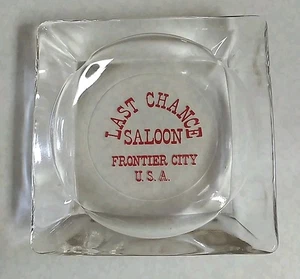 LAST CHANCE
SALOON
FRONTIER CITY
U.S.A.